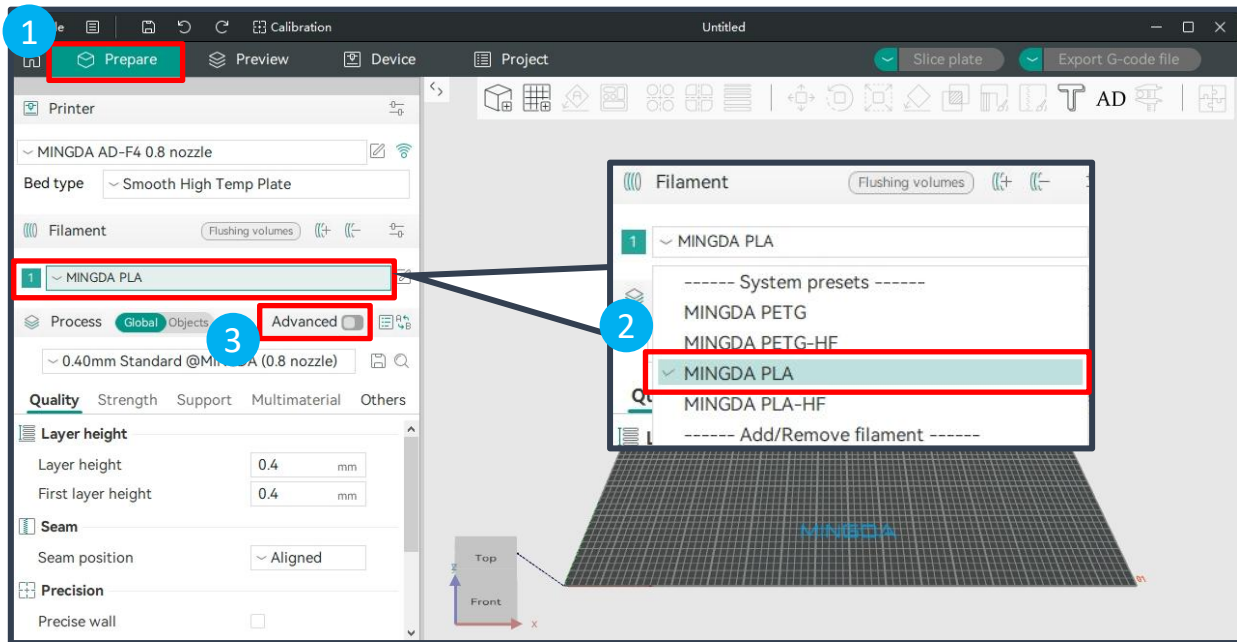 1
le
Calibration
Untitled
Prepare
Preview
Device
Project
Slice plate
Export G-code file
Printer
AD
MINGDA AD-F4 0.8 nozzle
Bed type
Smooth High Temp Plate
Filament
Flushing volumes
1
MINGDA PLA
Process
Global
Objects
Advanced
3
0.40mm Standard @MINGDA (0.8 nozzle)
Quality
Strength
Support
Multimaterial
Others
Layer height
Layer height
0.4
mm
First layer height
0.4
mm
Seam
Seam position
Aligned
Precision
Precise wall
Filament
Flushing volumes
1
MINGDA PLA
------ System presets ------
2
MINGDA PETG
MINGDA PETG-HF
MINGDA PLA
MINGDA PLA-HF
------ Add/Remove filament ------
MINGDA
01
Top
Front
z
x